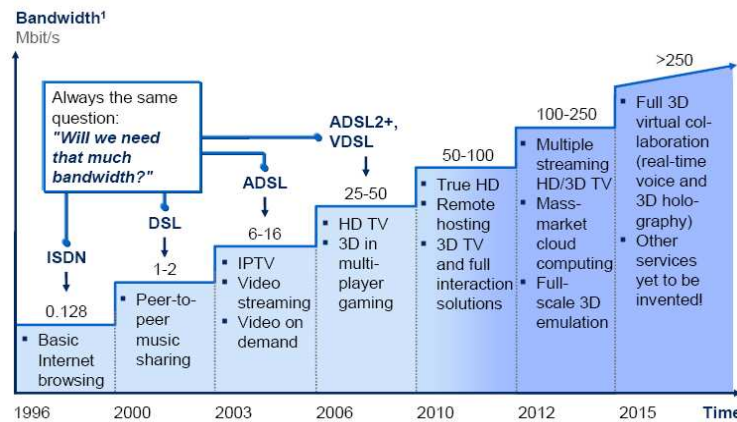 Bandwidth¹
Mbit/s
Always the same
question:
"Will we need
that much
bandwidth?"
ISDN
0.128
Basic
Internet
browsing
DSL
1-2
Peer-to-
peer
music
sharing
ADSL
6-16
IPTV
Video
streaming
Video on
demand
ADSL2+,
VDSL
25-50
HD TV
3D in
multi-
player
gaming
50-100
True HD
Remote
hosting
3D TV
and full
interaction
solutions
100-250
Multiple
streaming
HD/3D TV
Mass-
market
cloud
computing
Full-
scale 3D
emulation
>250
Full 3D
virtual col-
laboration
(real-time
voice and
3D holo-
graphy)
Other
services
yet to be
invented!
1996 2000 2003 2006 2010 2012 2015 Time